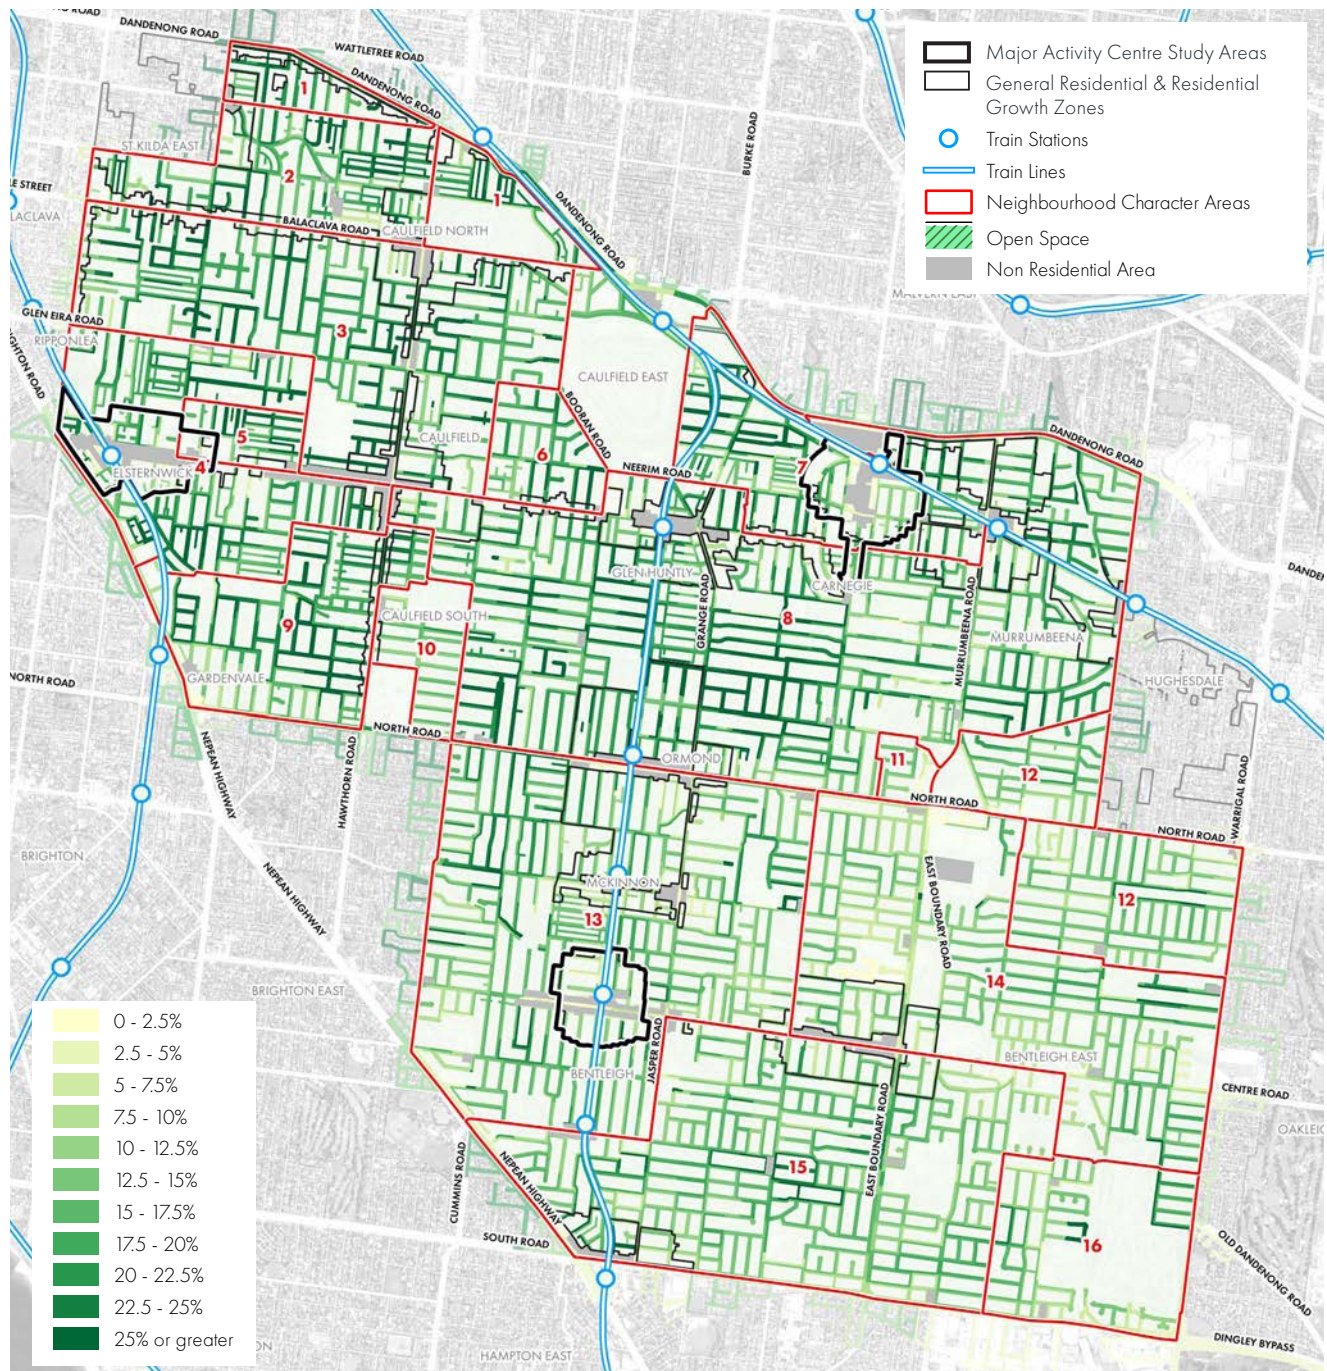 Major Activity Centre Study Areas
General Residential & Residential
Growth Zones
Train Stations
Train Lines
Neighbourhood Character Areas
Open Space
Non Residential Area
DANDENONG ROAD
WATTLETREE ROAD
DANDENONG ROAD
1
BURKE ROAD
ST KILDA EAST
2
LE STREET
LACLAVA
BALACLAVA ROAD
CAULFIELD NORTH
1
DANDENONG ROAD
MALVERN EAST
GLEN EIRA ROAD
RIPPONLEA
3
CAULFIELD EAST
BOORAN ROAD
5
CAULFIELD
6
NEERIM ROAD
7
DANDENONG ROAD
4
ELSTERNWICK
GLEN HUNTLY
CARNEGIE
GRANGE ROAD
8
MURRUMBEENA ROAD
MURRUMBEENA
HUGHESDALE
9
CAULFIELD SOUTH
10
GARDENVALE
NORTH ROAD
NORTH ROAD
ORMOND
11
12
NORTH ROAD
NORTH ROAD
WARRIGAL ROAD
NEPEAN HIGHWAY
HAWTHORN ROAD
BRIGHTON
NEPEAN HIGHWAY
MCKINNON
13
EAST BOUNDARY ROAD
12
14
BRIGHTON EAST
BENTLEIGH
JASPER ROAD
BENTLEIGH EAST
CENTRE ROAD
OAKLEIG
EAST BOUNDARY ROAD
15
CUMMINS ROAD
NEPEAN HIGHWAY
SOUTH ROAD
16
OLD DANDENONG ROAD
DINGLEY BYPASS
HAMPTON EAST
0 - 2.5%
2.5 - 5%
5 - 7.5%
7.5 - 10%
10 - 12.5%
12.5 - 15%
15 - 17.5%
17.5 - 20%
20 - 22.5%
22.5 - 25%
25% or greater